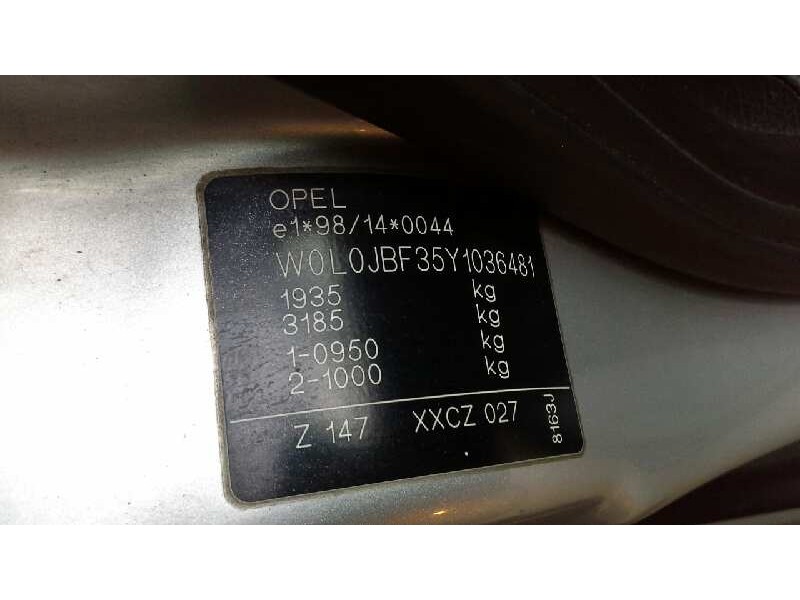 OPEL
e1*98/14*0044
W0L0JBF35Y1036481
1935 kg
3185 kg
1-0950 kg
2-1000 kg
Z 147 XXCZ 027
8163J